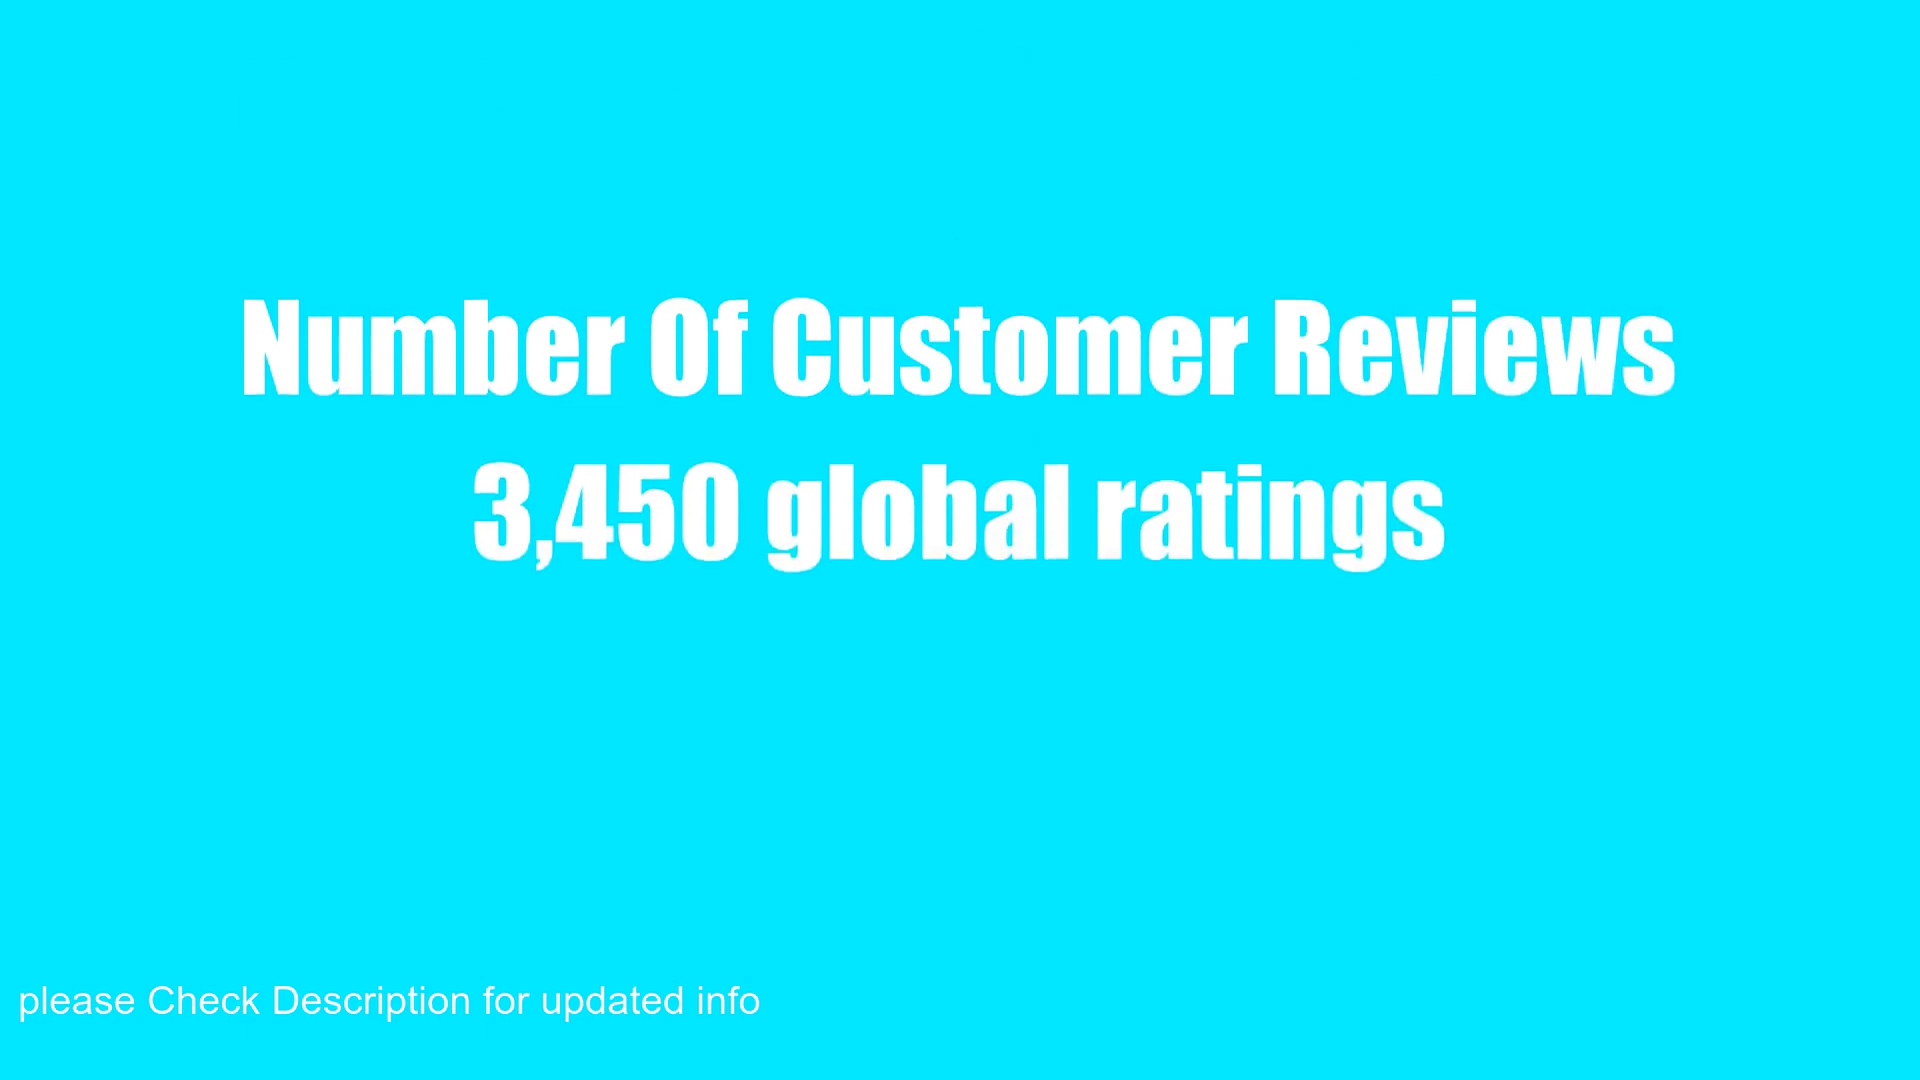 Number Of Customer Reviews
3,450 global ratings
please Check Description for updated info